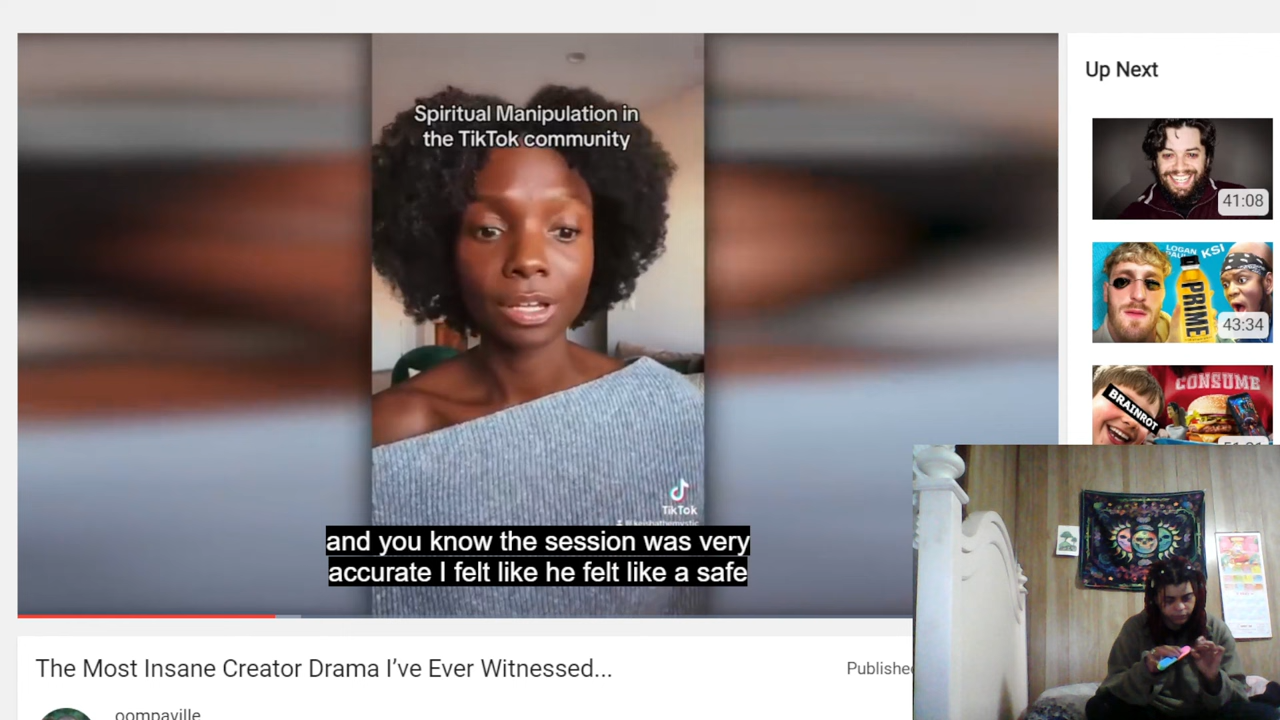 Up Next
Spiritual Manipulation in
the TikTok community
41:08
LOGAN
PAUL
KSI
PRIME
43:34
CONSUME
BRAINROT
TikTok
and you know the session was very
accurate I felt like he felt like a safe
The Most Insane Creator Drama I’ve Ever Witnessed...
oompaville